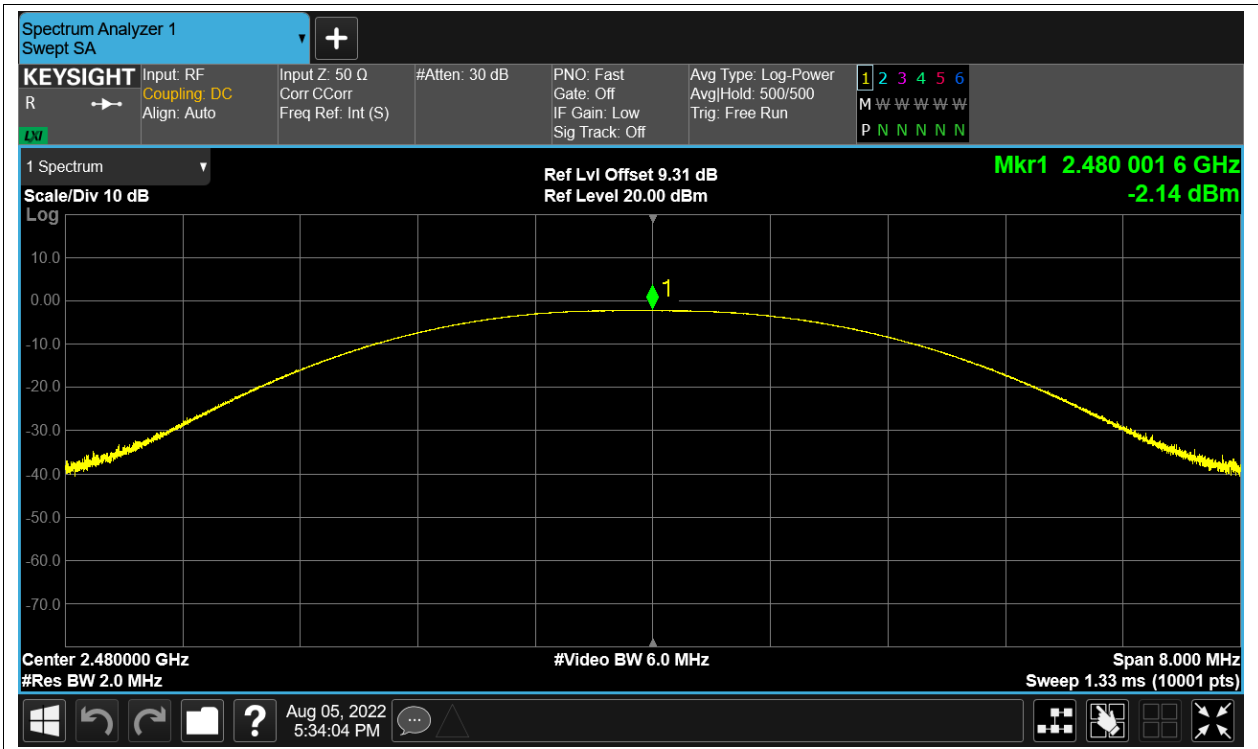 Spectrum Analyzer 1
Swept SA
KEYSIGHT
R
LXI
Input: RF
Coupling: DC
Align: Auto
Input Z: 50 Ω
Corr CCorr
Freq Ref: Int (S)
#Atten: 30 dB
PNO: Fast
Gate: Off
IF Gain: Low
Sig Track: Off
Avg Type: Log-Power
Avg|Hold: 500/500
Trig: Free Run
1 2 3 4 5 6
M W W W W W
P N N N N N
1 Spectrum
Scale/Div 10 dB
Log
Ref Lvl Offset 9.31 dB
Ref Level 20.00 dBm
Mkr1 2.480 001 6 GHz
-2.14 dBm
10.0
0.00
-10.0
-20.0
-30.0
-40.0
-50.0
-60.0
-70.0
1
Center 2.480000 GHz
#Res BW 2.0 MHz
#Video BW 6.0 MHz
Span 8.000 MHz
Sweep 1.33 ms (10001 pts)
?
Aug 05, 2022
5:34:04 PM